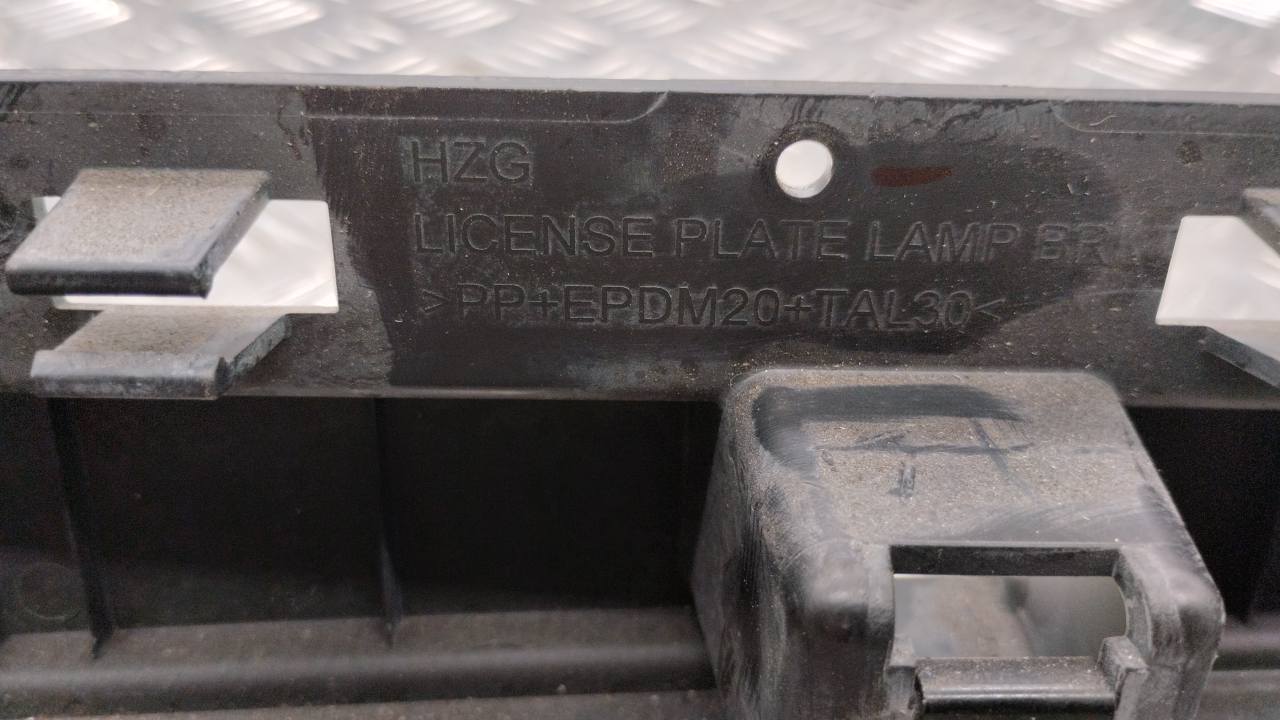 HZG
LICENSE PLATE LAMP BR
>PP+EPDM20+TAL30<